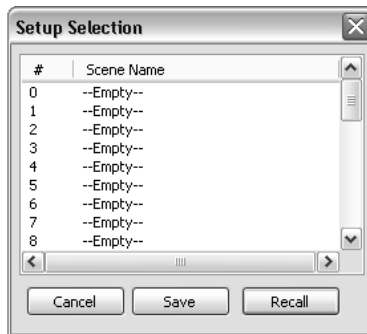 Setup Selection
# Scene Name
0 --Empty--
1 --Empty--
2 --Empty--
3 --Empty--
4 --Empty--
5 --Empty--
6 --Empty--
7 --Empty--
8 --Empty--
Cancel Save Recall